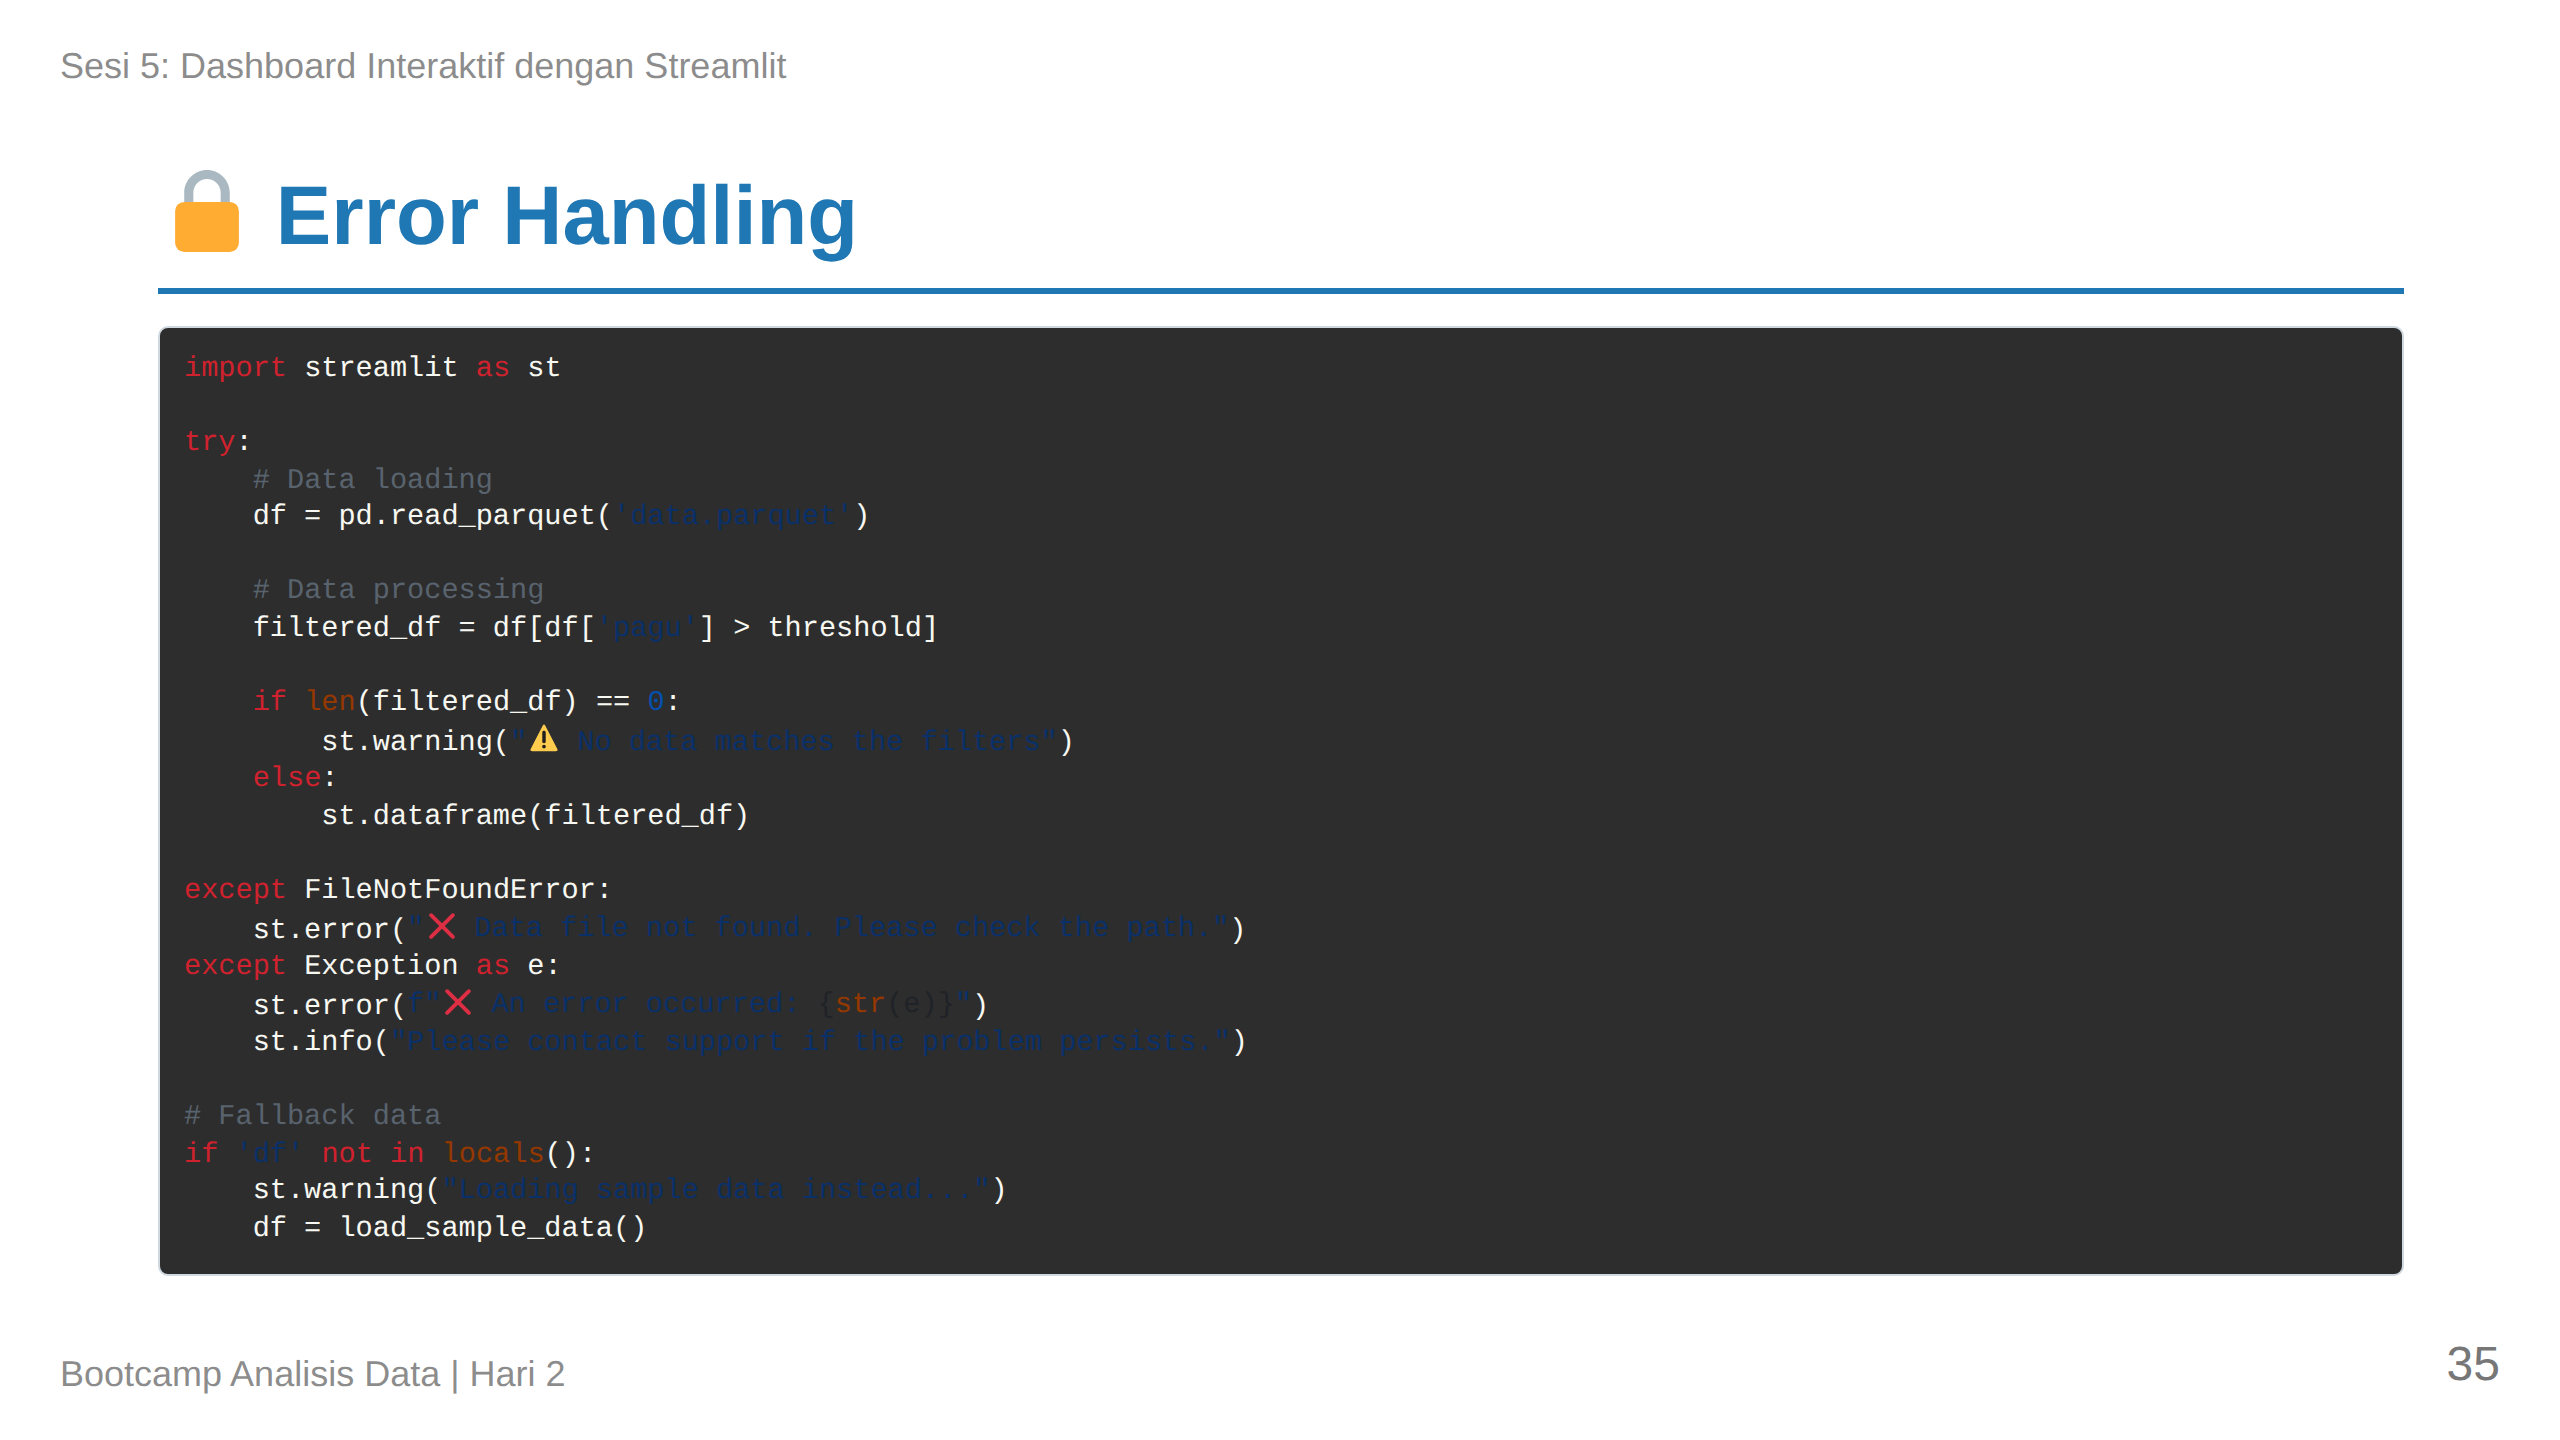 Sesi 5: Dashboard Interaktif dengan Streamlit
🔒 Error Handling
import streamlit as st
try:
    # Data loading
    df = pd.read_parquet('data.parquet')
    # Data processing
    filtered_df = df[df['pagu'] > threshold]
    if len(filtered_df) == 0:
        st.warning("⚠️ No data matches the filters")
    else:
        st.dataframe(filtered_df)
except FileNotFoundError:
    st.error("❌ Data file not found. Please check the path.")
except Exception as e:
    st.error(f"❌ An error occurred: {str(e)}")
    st.info("Please contact support if the problem persists.")
# Fallback data
if 'df' not in locals():
    st.warning("Loading sample data instead...")
    df = load_sample_data()
Bootcamp Analisis Data | Hari 2
35